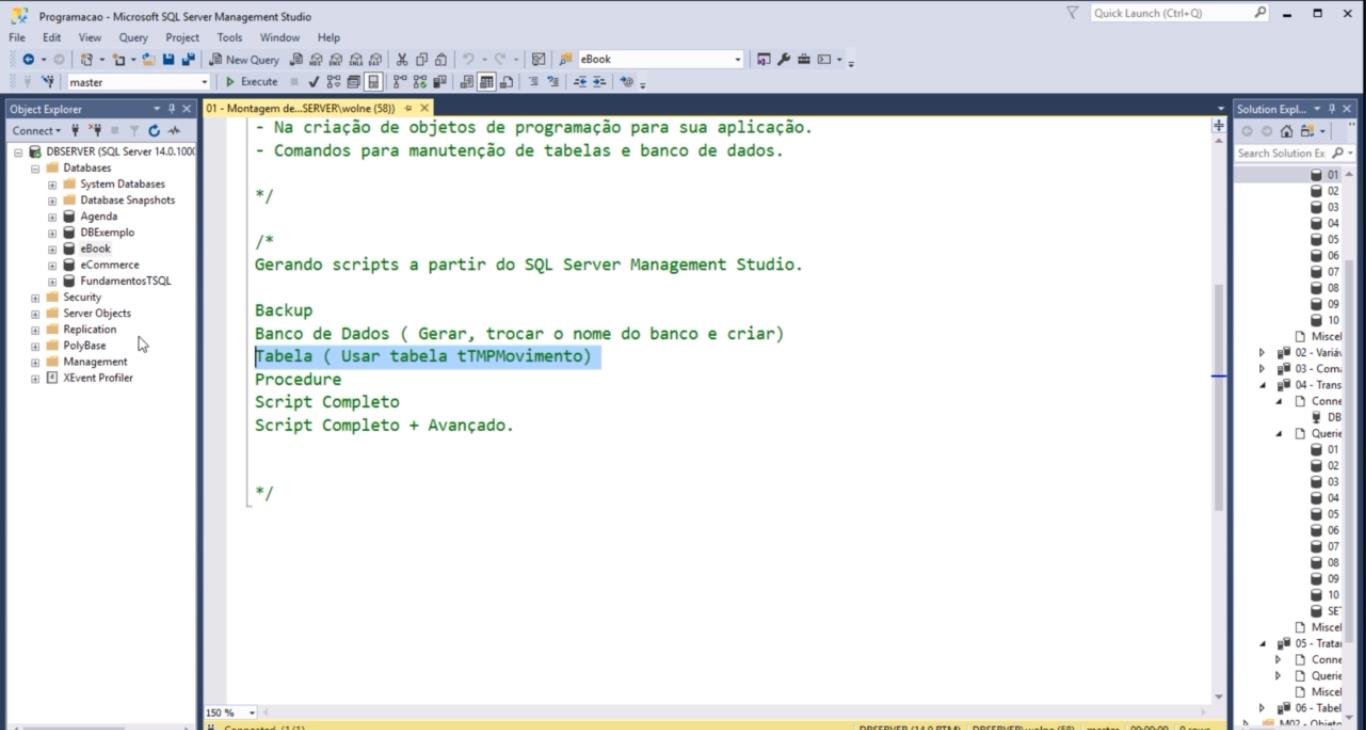 Programacao - Microsoft SQL Server Management Studio
Quick Launch (Ctrl+Q)
File Edit View Query Project Tools Window Help
New Query
eBook
master
Execute
Object Explorer
01 - Montagem de...SERVER\wolne (58))
Solution Expl...
Connect
Search Solution Ex
DBSERVER (SQL Server 14.0.1000
Databases
System Databases
Database Snapshots
Agenda
DBExemplo
eBook
eCommerce
FundamentosTSQL
Security
Server Objects
Replication
PolyBase
Management
XEvent Profiler
- Na criação de objetos de programação para sua aplicação.
- Comandos para manutenção de tabelas e banco de dados.
*/
/*
Gerando scripts a partir do SQL Server Management Studio.
Backup
Banco de Dados ( Gerar, trocar o nome do banco e criar)
Tabela ( Usar tabela tTMPMovimento)
Procedure
Script Completo
Script Completo + Avançado.
*/
01
02
03
04
05
06
07
08
09
10
Miscel
02 - Variáv
03 - Com
04 - Trans
Conne
DB
Querie
01
02
03
04
05
06
07
08
09
10
SE
Miscel
05 - Trata
Conne
Querie
Miscel
06 - Tabel
M02 - Objeto
150 %
Connected. (1/1)
DBSERVER (14.0 RTM)
DBSERVER\wolne (58)
master
00:00:00
0 rows